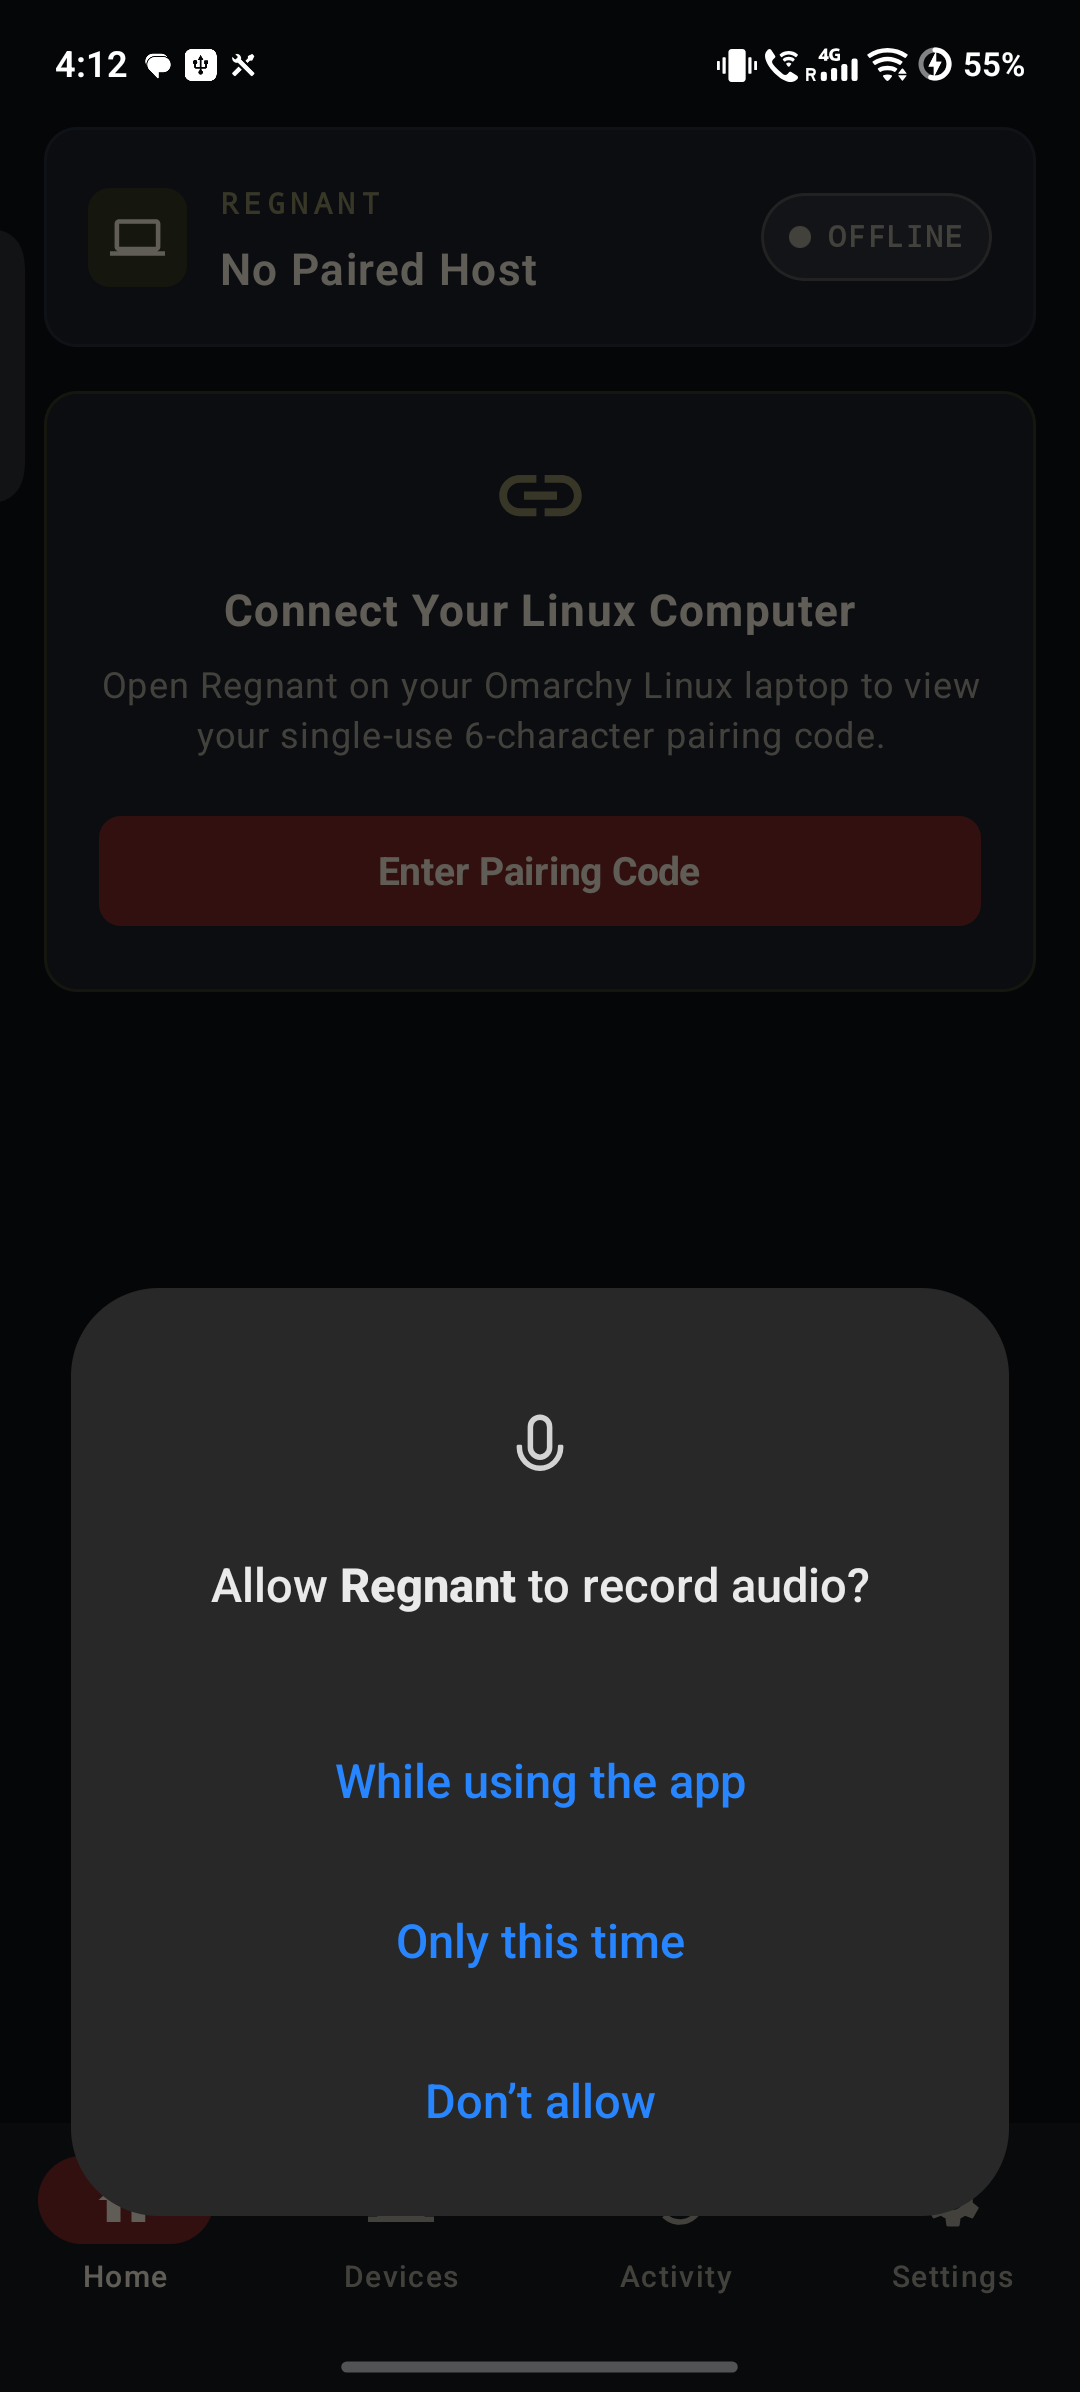 4:12
4G
R
55%
REGNANT
No Paired Host
OFFLINE
Connect Your Linux Computer
Open Regnant on your Omarchy Linux laptop to view
your single-use 6-character pairing code.
Enter Pairing Code
Allow Regnant to record audio?
While using the app
Only this time
Don’t allow
Home
Devices
Activity
Settings